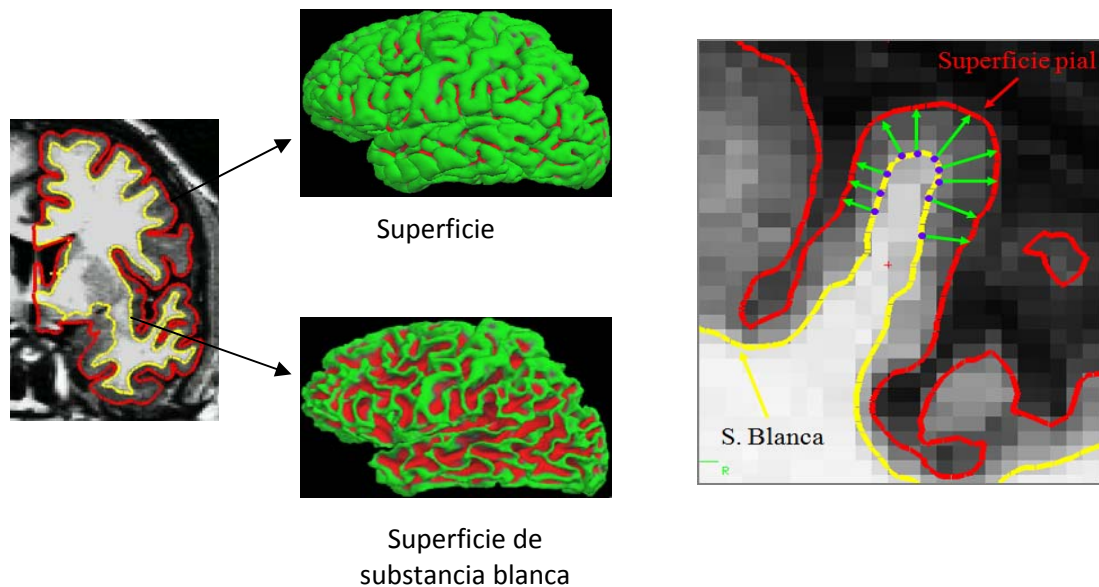 Superficie
Superficie de
substancia blanca
Superficie pial
S. Blanca
R